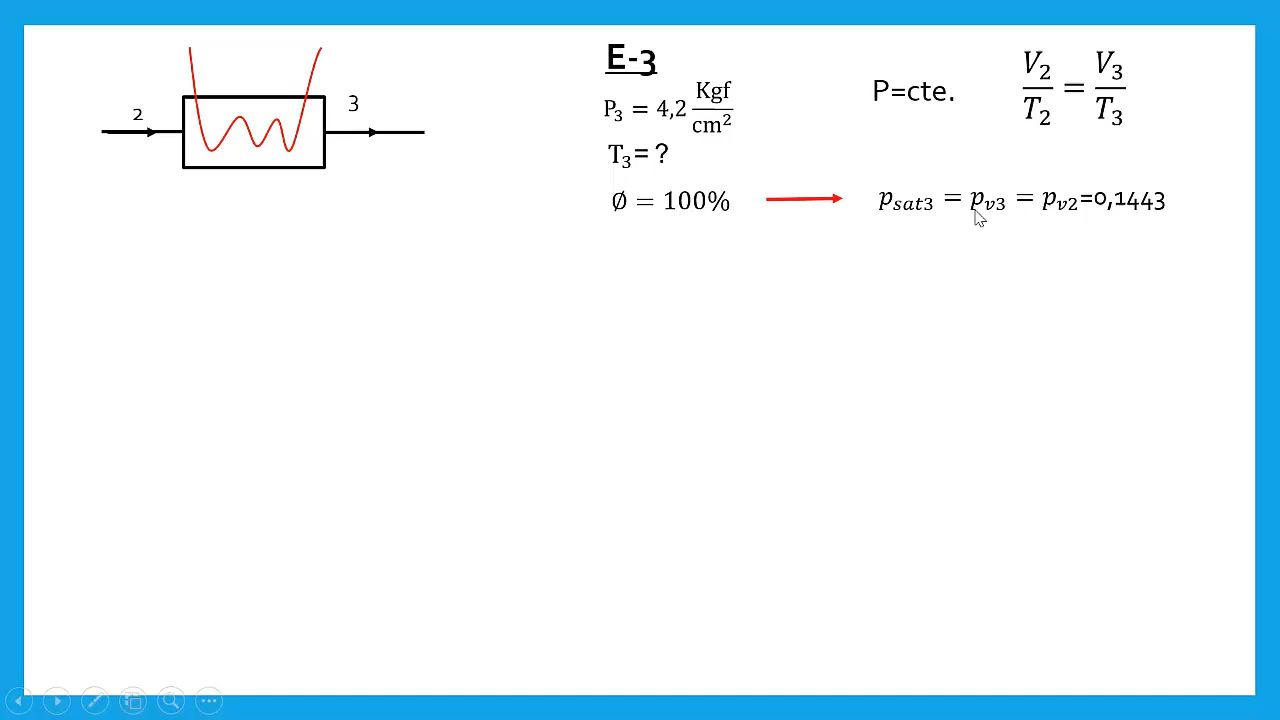 2
3
E-3
P₃ = 4,2 Kgf/cm²
T₃= ?
∅ = 100%
P=cte.
V₂/T₂ = V₃/T₃
p_sat3 = p_v3 = p_v2=0,1443